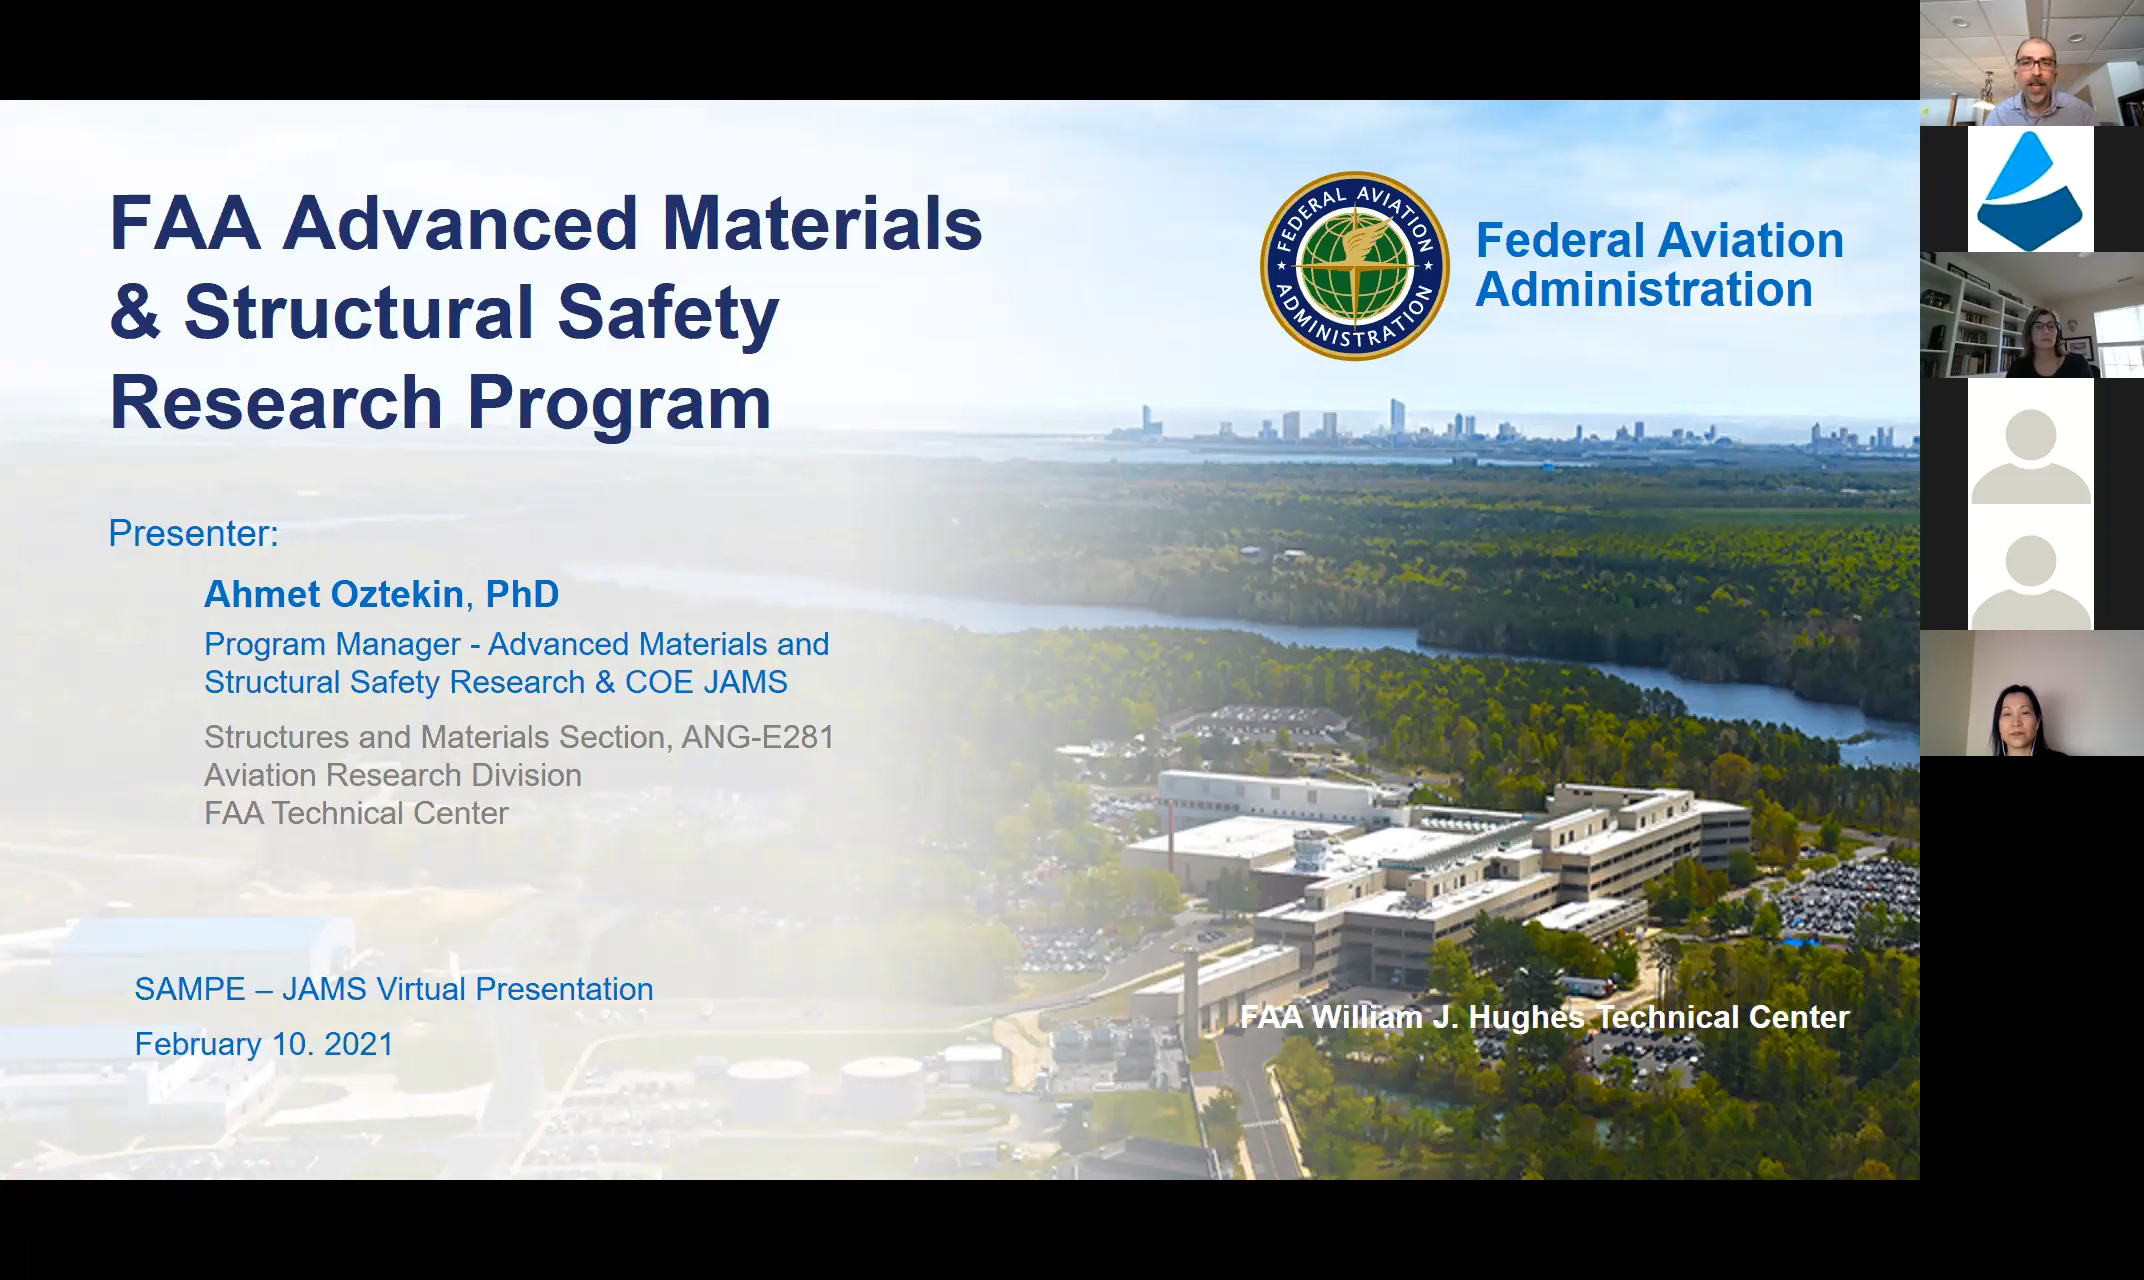 FAA Advanced Materials
& Structural Safety
Research Program
FEDERAL AVIATION
ADMINISTRATION
Federal Aviation
Administration
Presenter:
Ahmet Oztekin, PhD
Program Manager - Advanced Materials and
Structural Safety Research & COE JAMS
Structures and Materials Section, ANG-E281
Aviation Research Division
FAA Technical Center
SAMPE – JAMS Virtual Presentation
February 10. 2021
FAA William J. Hughes Technical Center